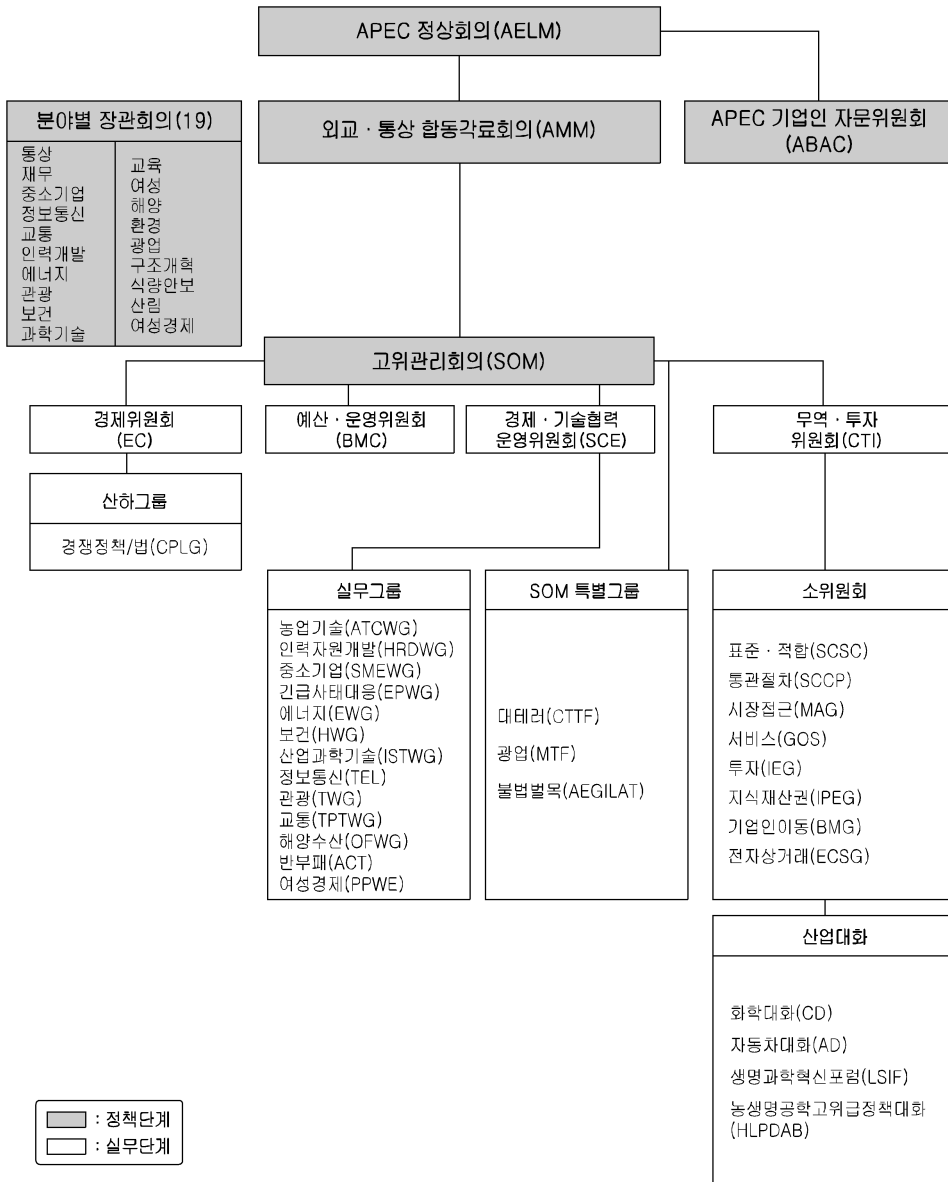 APEC 정상회의(AELM)
분야별 장관회의(19)
통상
재무
중소기업
정보통신
교통
인력개발
에너지
관광
보건
과학기술
교육
여성
해양
환경
광업
구조개혁
식량안보
산림
여성경제
외교·통상 합동각료회의(AMM)
APEC 기업인 자문위원회
(ABAC)
고위관리회의(SOM)
경제위원회
(EC)
예산·운영위원회
(BMC)
경제·기술협력
운영위원회(SCE)
무역·투자
위원회(CTI)
산하그룹
경쟁정책/법(CPLG)
실무그룹
농업기술(ATCWG)
인력자원개발(HRDWG)
중소기업(SMEWG)
긴급사태대응(EPWG)
에너지(EWG)
보건(HWG)
산업과학기술(ISTWG)
정보통신(TEL)
관광(TWG)
교통(TPTWG)
해양수산(OFWG)
반부패(ACT)
여성경제(PPWE)
SOM 특별그룹
대테러(CTTF)
광업(MTF)
불법벌목(AEGILAT)
소위원회
표준·적합(SCSC)
통관절차(SCCP)
시장접근(MAG)
서비스(GOS)
투자(IEG)
지식재산권(IPEG)
기업인이동(BMG)
전자상거래(ECSG)
산업대화
화학대화(CD)
자동차대화(AD)
생명과학혁신포럼(LSIF)
농생명공학고위급정책대화
(HLPDAB)
: 정책단계
: 실무단계